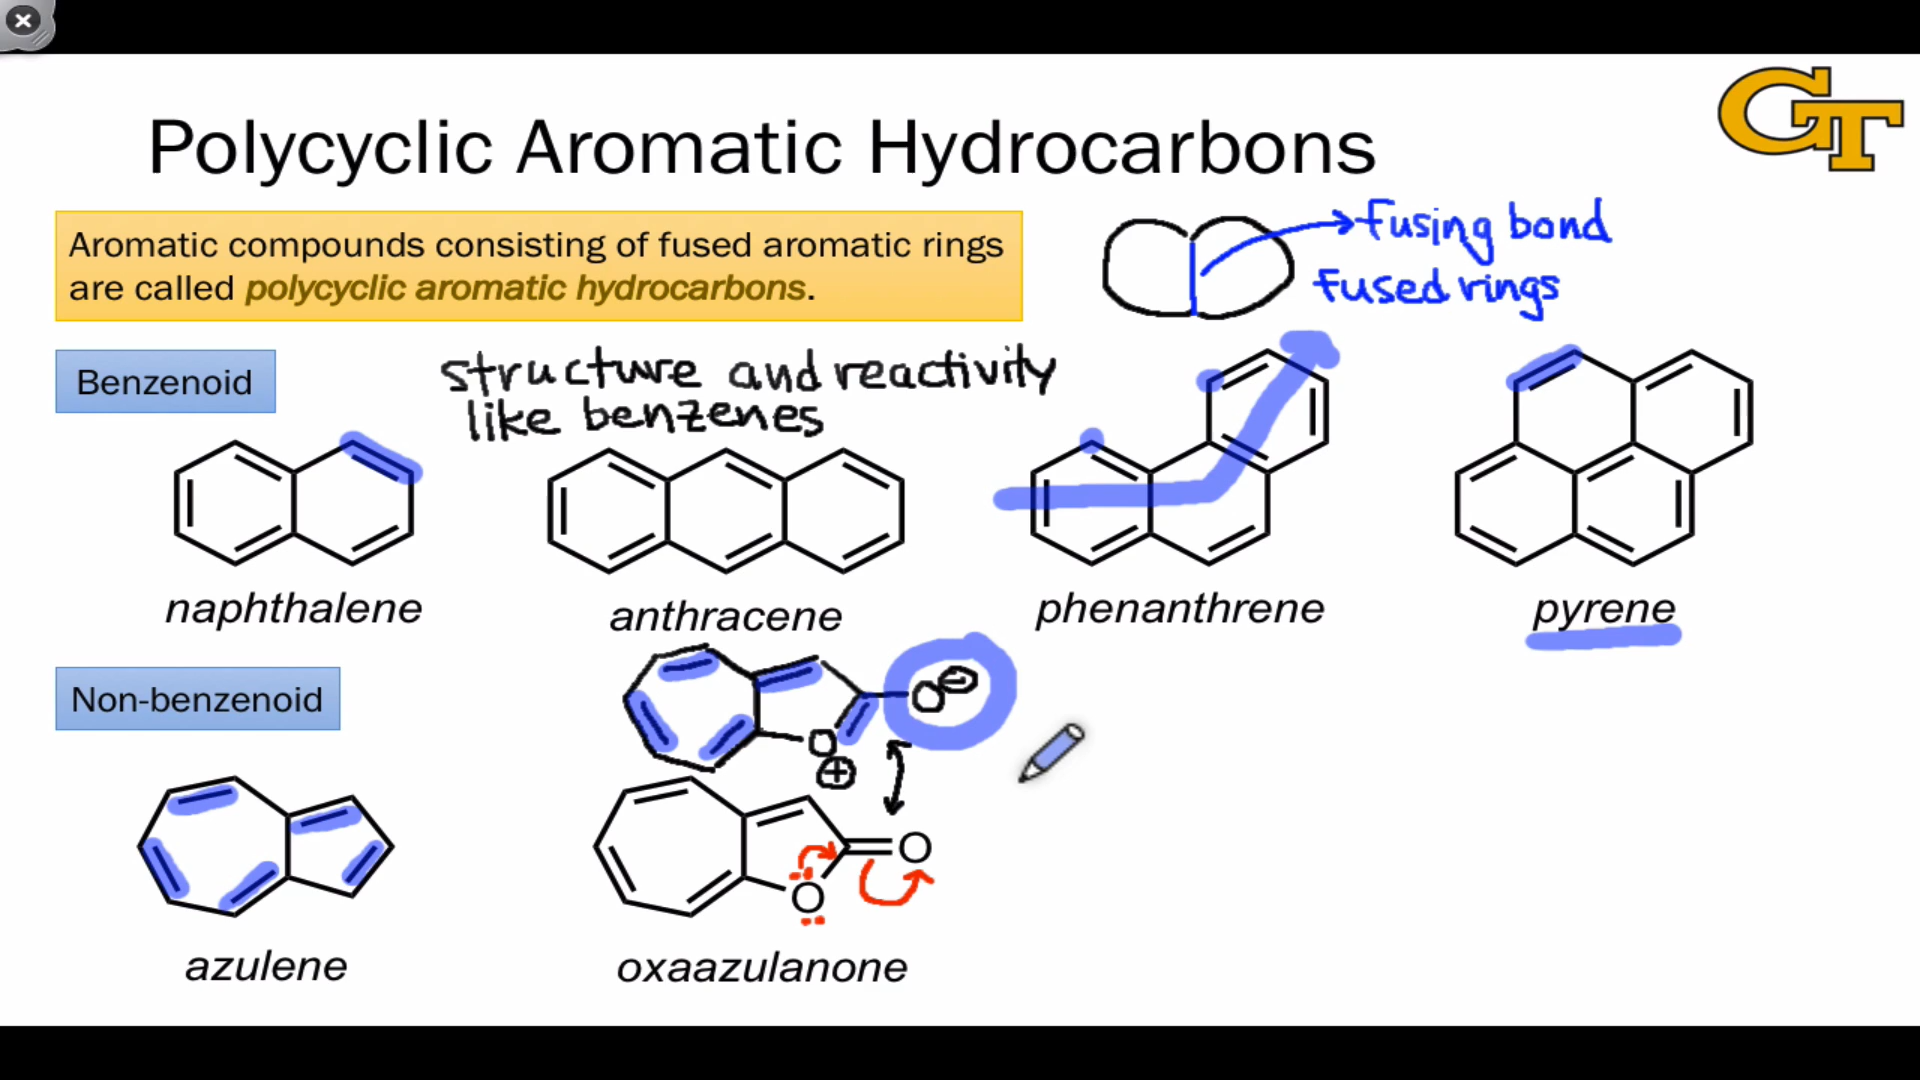 GT
Polycyclic Aromatic Hydrocarbons
Aromatic compounds consisting of fused aromatic rings
are called polycyclic aromatic hydrocarbons.
fusing bond
fused rings
Benzenoid
structure and reactivity
like benzenes
naphthalene
anthracene
phenanthrene
pyrene
Non-benzenoid
O⊖
O
⊕
O
O
azulene
oxaazulanone